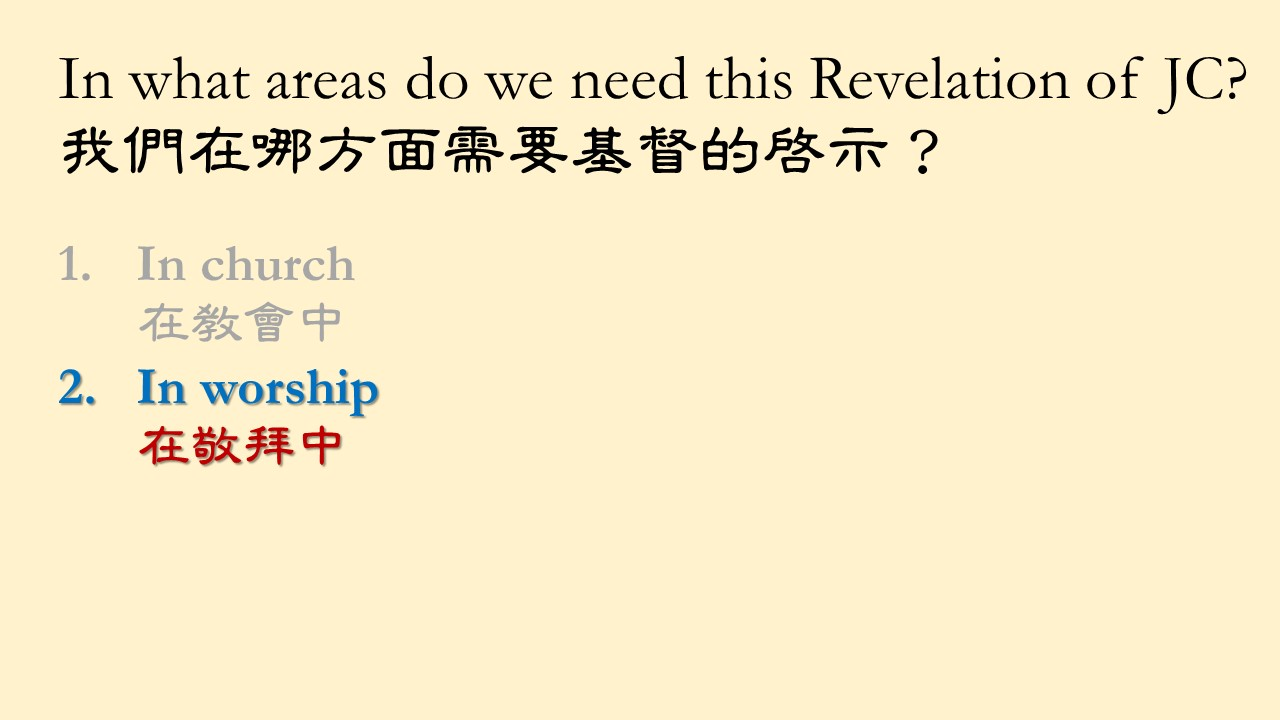 In what areas do we need this Revelation of JC?
我們在哪方面需要基督的啓示？
1. In church
在教會中
2. In worship
在敬拜中